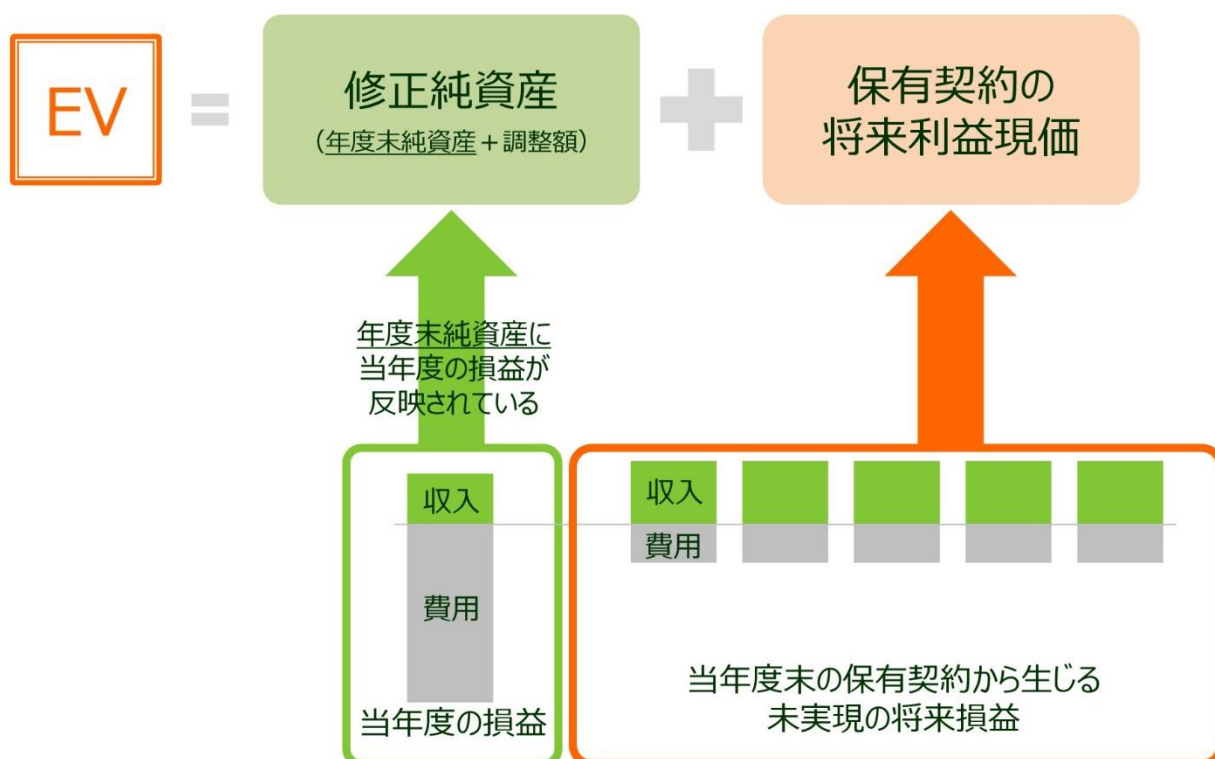 EV
=
修正純資産
（年度末純資産＋調整額）
+
保有契約の
将来利益現価
年度末純資産に
当年度の損益が
反映されている
収入
費用
当年度の損益
収入
費用
当年度末の保有契約から生じる
未実現の将来損益